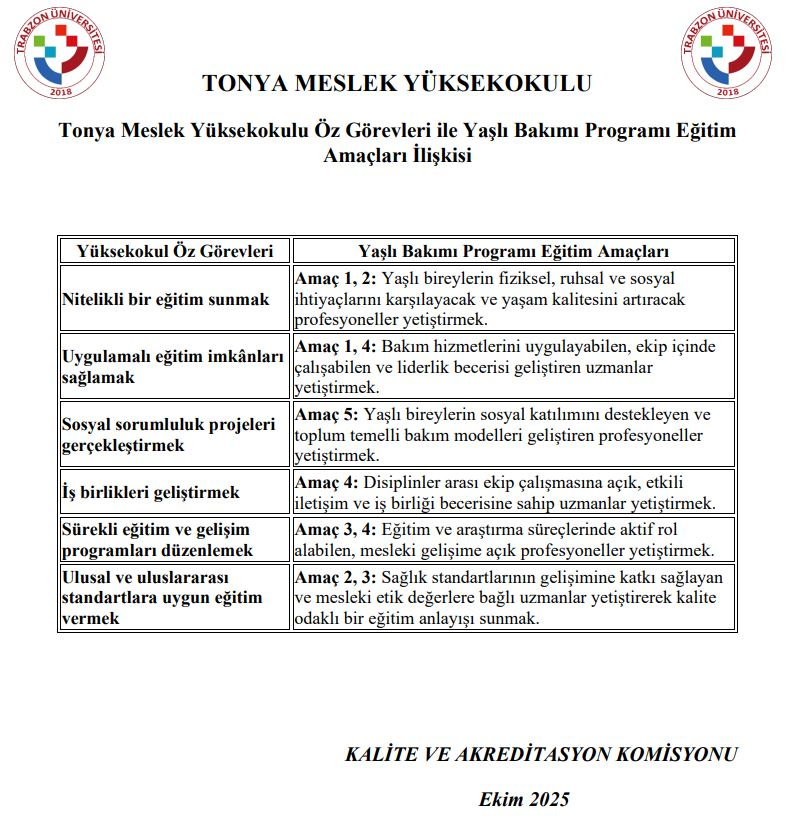 TRABZON ÜNİVERSİTESİ
2018
TRABZON ÜNİVERSİTESİ
2018
TONYA MESLEK YÜKSEKOKULU
Tonya Meslek Yüksekokulu Öz Görevleri ile Yaşlı Bakımı Programı Eğitim
Amaçları İlişkisi
Yüksekokul Öz Görevleri
Yaşlı Bakımı Programı Eğitim Amaçları
Nitelikli bir eğitim sunmak
Amaç 1, 2: Yaşlı bireylerin fiziksel, ruhsal ve sosyal
ihtiyaçlarını karşılayacak ve yaşam kalitesini artıracak
profesyoneller yetiştirmek.
Uygulamalı eğitim imkânları
sağlamak
Amaç 1, 4: Bakım hizmetlerini uygulayabilen, ekip içinde
çalışabilen ve liderlik becerisi geliştiren uzmanlar
yetiştirmek.
Sosyal sorumluluk projeleri
gerçekleştirmek
Amaç 5: Yaşlı bireylerin sosyal katılımını destekleyen ve
toplum temelli bakım modelleri geliştiren profesyoneller
yetiştirmek.
İş birlikleri geliştirmek
Amaç 4: Disiplinler arası ekip çalışmasına açık, etkili
iletişim ve iş birliği becerisine sahip uzmanlar yetiştirmek.
Sürekli eğitim ve gelişim
programları düzenlemek
Amaç 3, 4: Eğitim ve araştırma süreçlerinde aktif rol
alabilen, mesleki gelişime açık profesyoneller yetiştirmek.
Ulusal ve uluslararası
standartlara uygun eğitim
vermek
Amaç 2, 3: Sağlık standartlarının gelişimine katkı sağlayan
ve mesleki etik değerlere bağlı uzmanlar yetiştirerek kalite
odaklı bir eğitim anlayışı sunmak.
KALİTE VE AKREDİTASYON KOMİSYONU
Ekim 2025